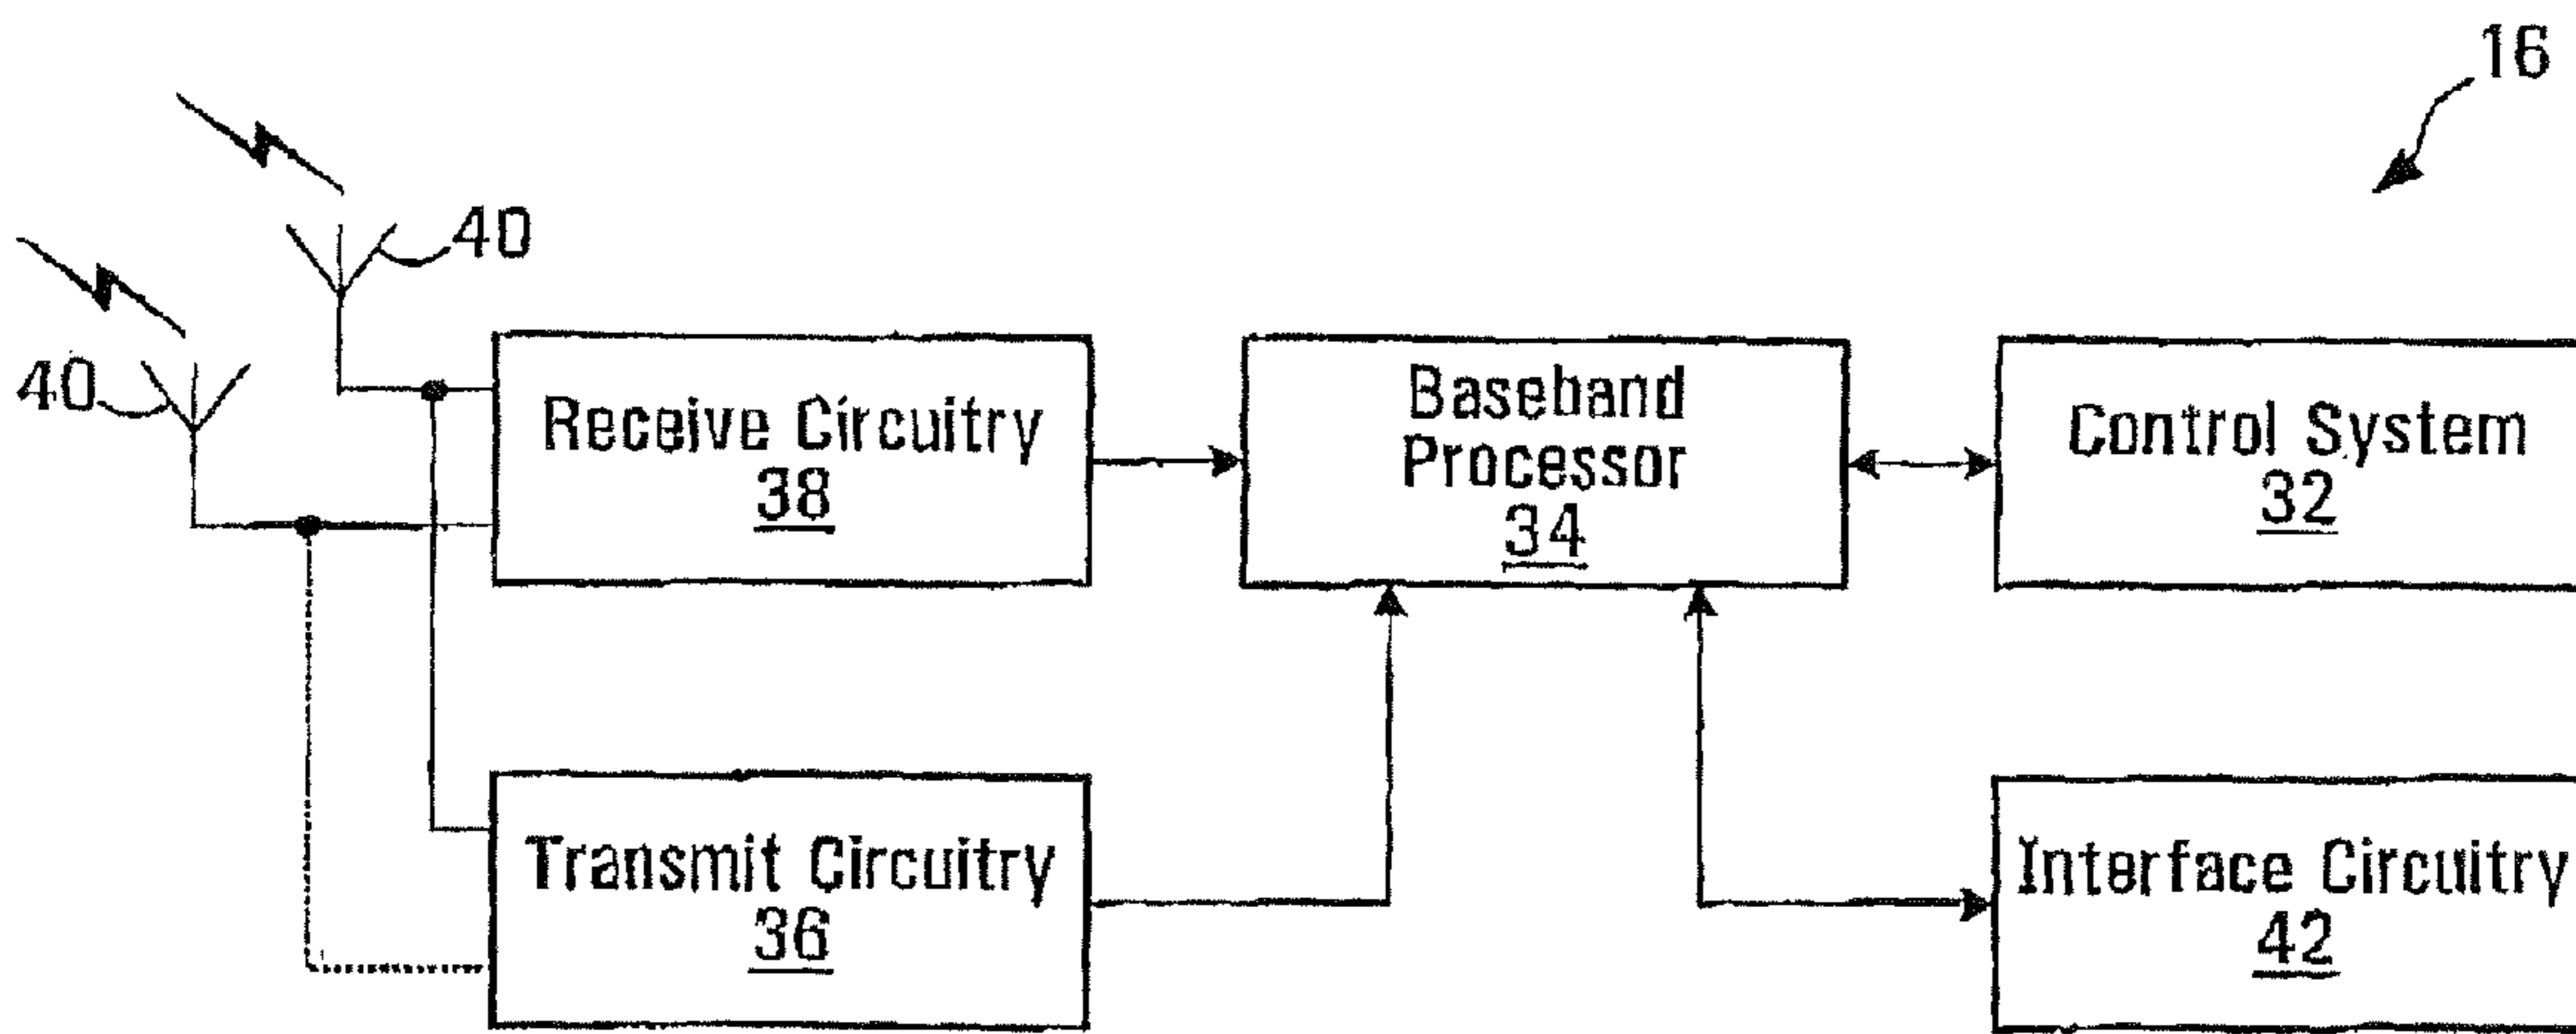 16
40
40
Receive Circuitry
38
Baseband
Processor
34
Control System
32
Transmit Circuitry
36
Interface Circuitry
42